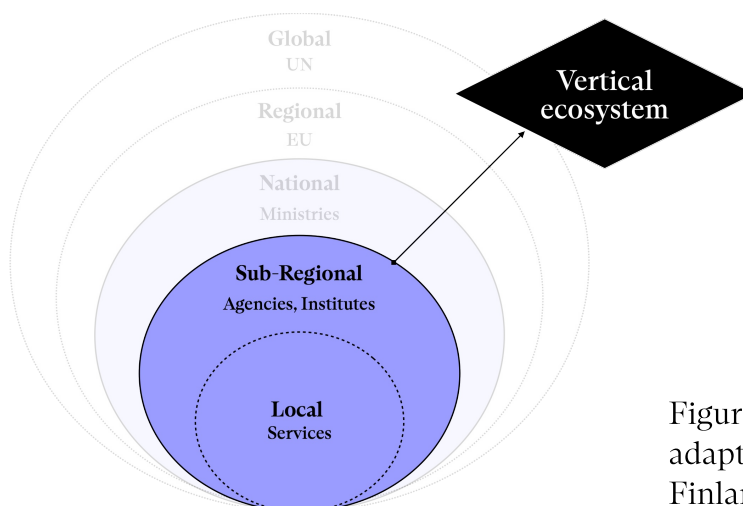 Global
UN
Regional
EU
National
Ministries
Sub-Regional
Agencies, Institutes
Local
Services
Vertical
ecosystem
Figur
adapt
Finlar